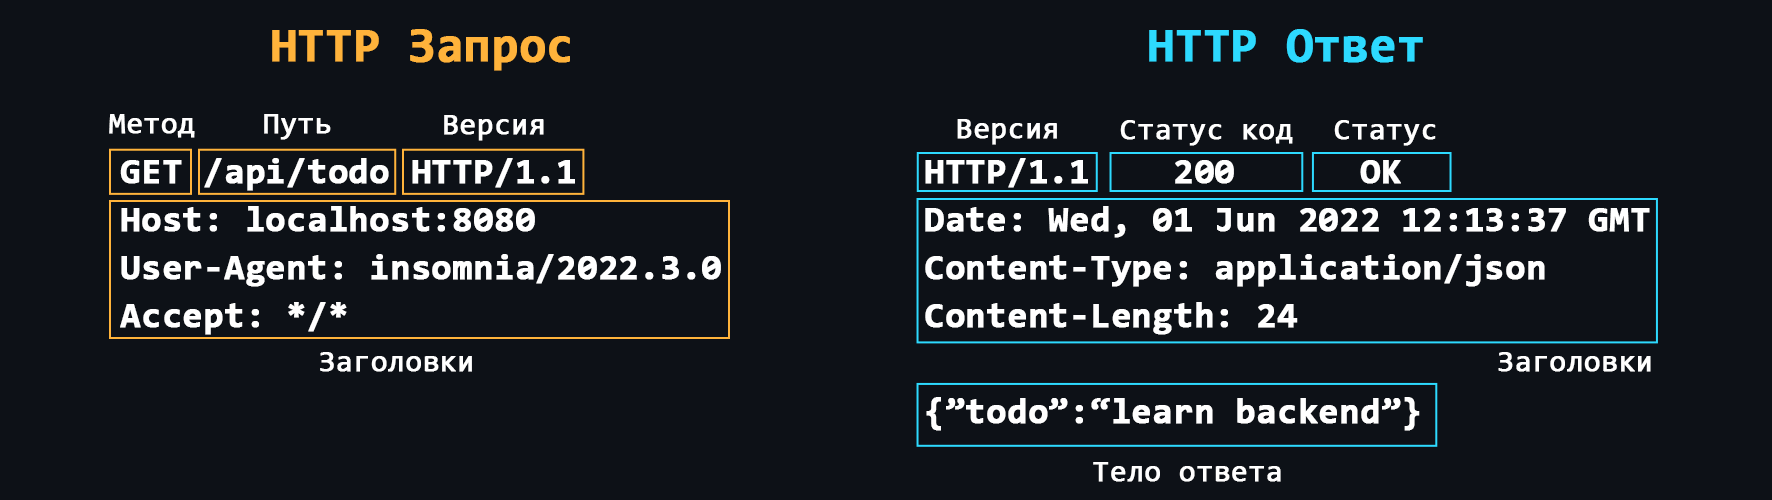 HTTP Запрос
Метод Путь Версия
GET /api/todo HTTP/1.1
Host: localhost:8080
User-Agent: insomnia/2022.3.0
Accept: */*
Заголовки
HTTP Ответ
Версия Статус код Статус
HTTP/1.1 200 OK
Date: Wed, 01 Jun 2022 12:13:37 GMT
Content-Type: application/json
Content-Length: 24
Заголовки
{”todo”:“learn backend”}
Тело ответа